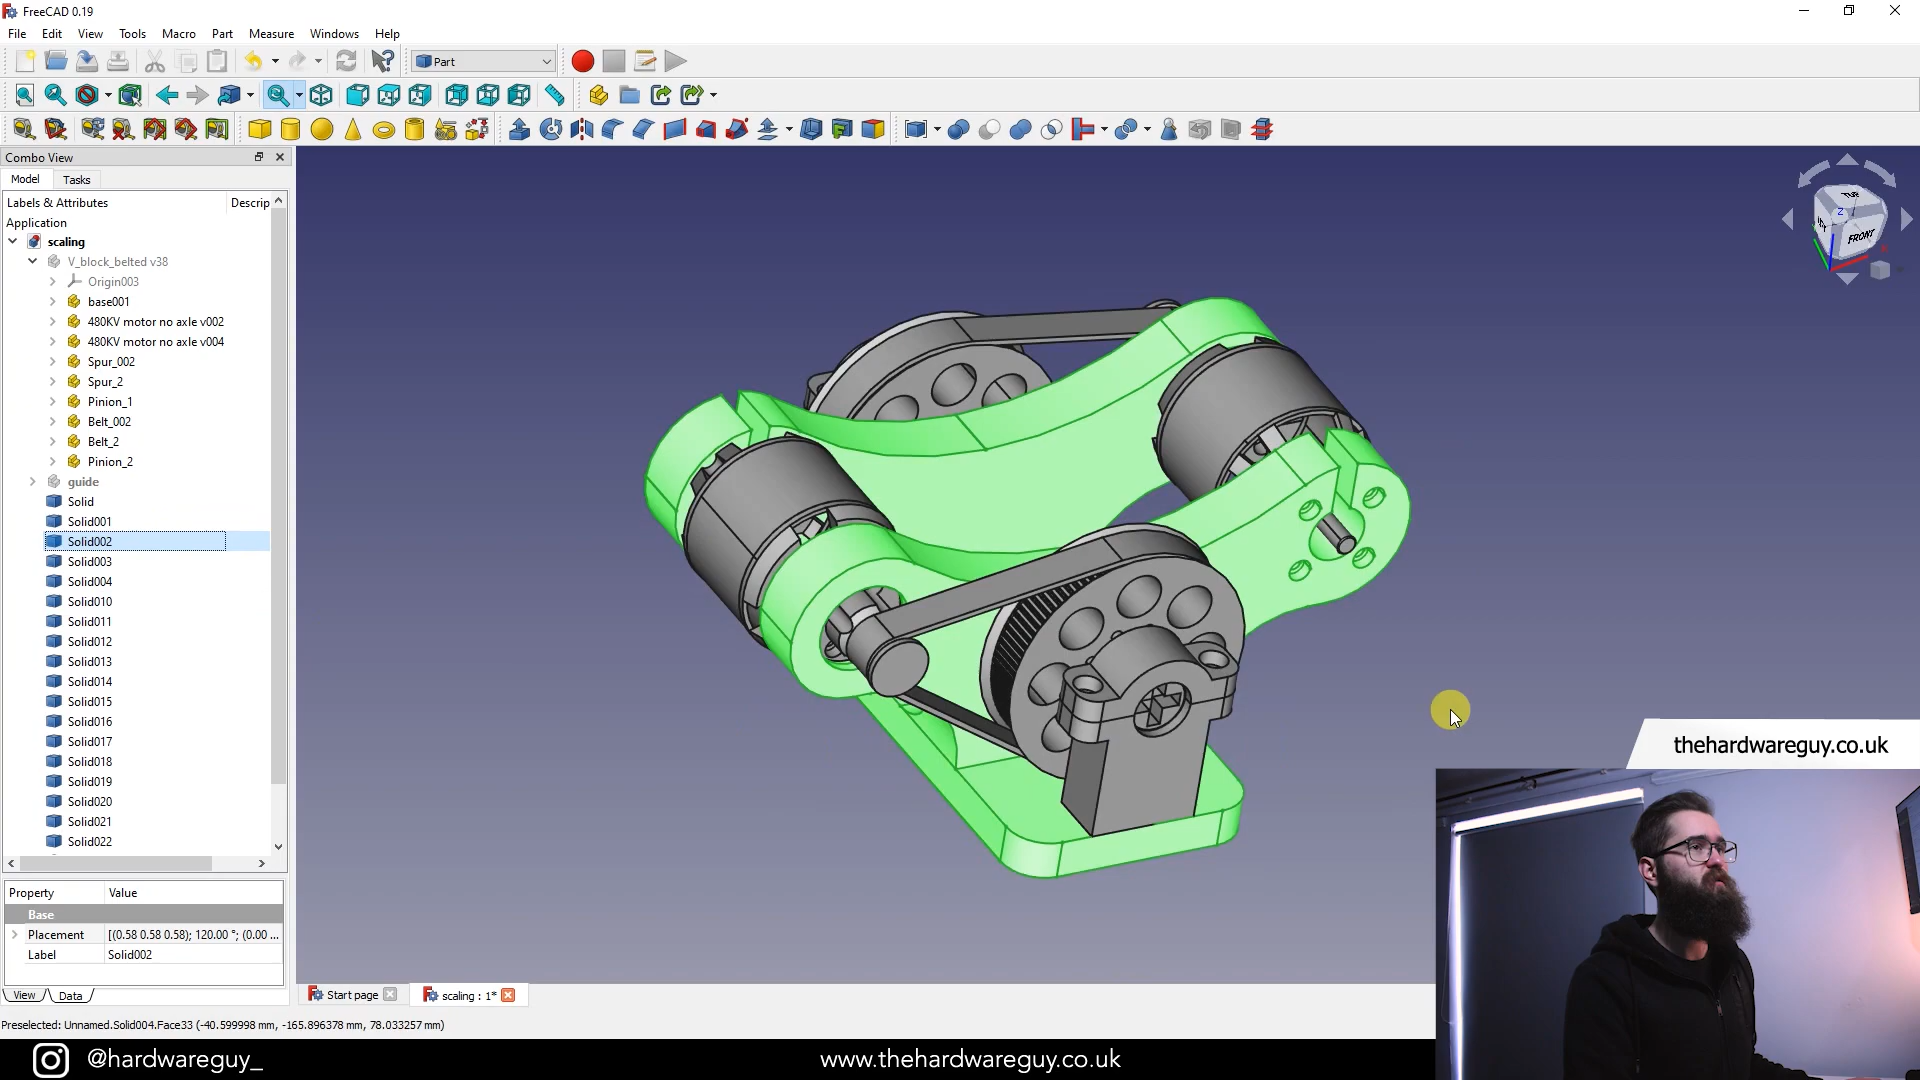 FreeCAD 0.19
File Edit View Tools Macro Part Measure Windows Help
Part
Combo View
Model Tasks
Labels & Attributes Descrip
Application
scaling
V_block_belted v38
Origin003
base001
480KV motor no axle v002
480KV motor no axle v004
Spur_002
Spur_2
Pinion_1
Belt_002
Belt_2
Pinion_2
guide
Solid
Solid001
Solid002
Solid003
Solid004
Solid010
Solid011
Solid012
Solid013
Solid014
Solid015
Solid016
Solid017
Solid018
Solid019
Solid020
Solid021
Solid022
Property Value
Base
Placement [(0.58 0.58 0.58); 120.00 °; (0.00 ...
Label Solid002
View Data
Start page
scaling : 1*
Preselected: Unnamed.Solid004.Face33 (-40.599998 mm, -165.896378 mm, 78.033257 mm)
Z
FRONT
thehardwareguy.co.uk
@hardwareguy_
www.thehardwareguy.co.uk